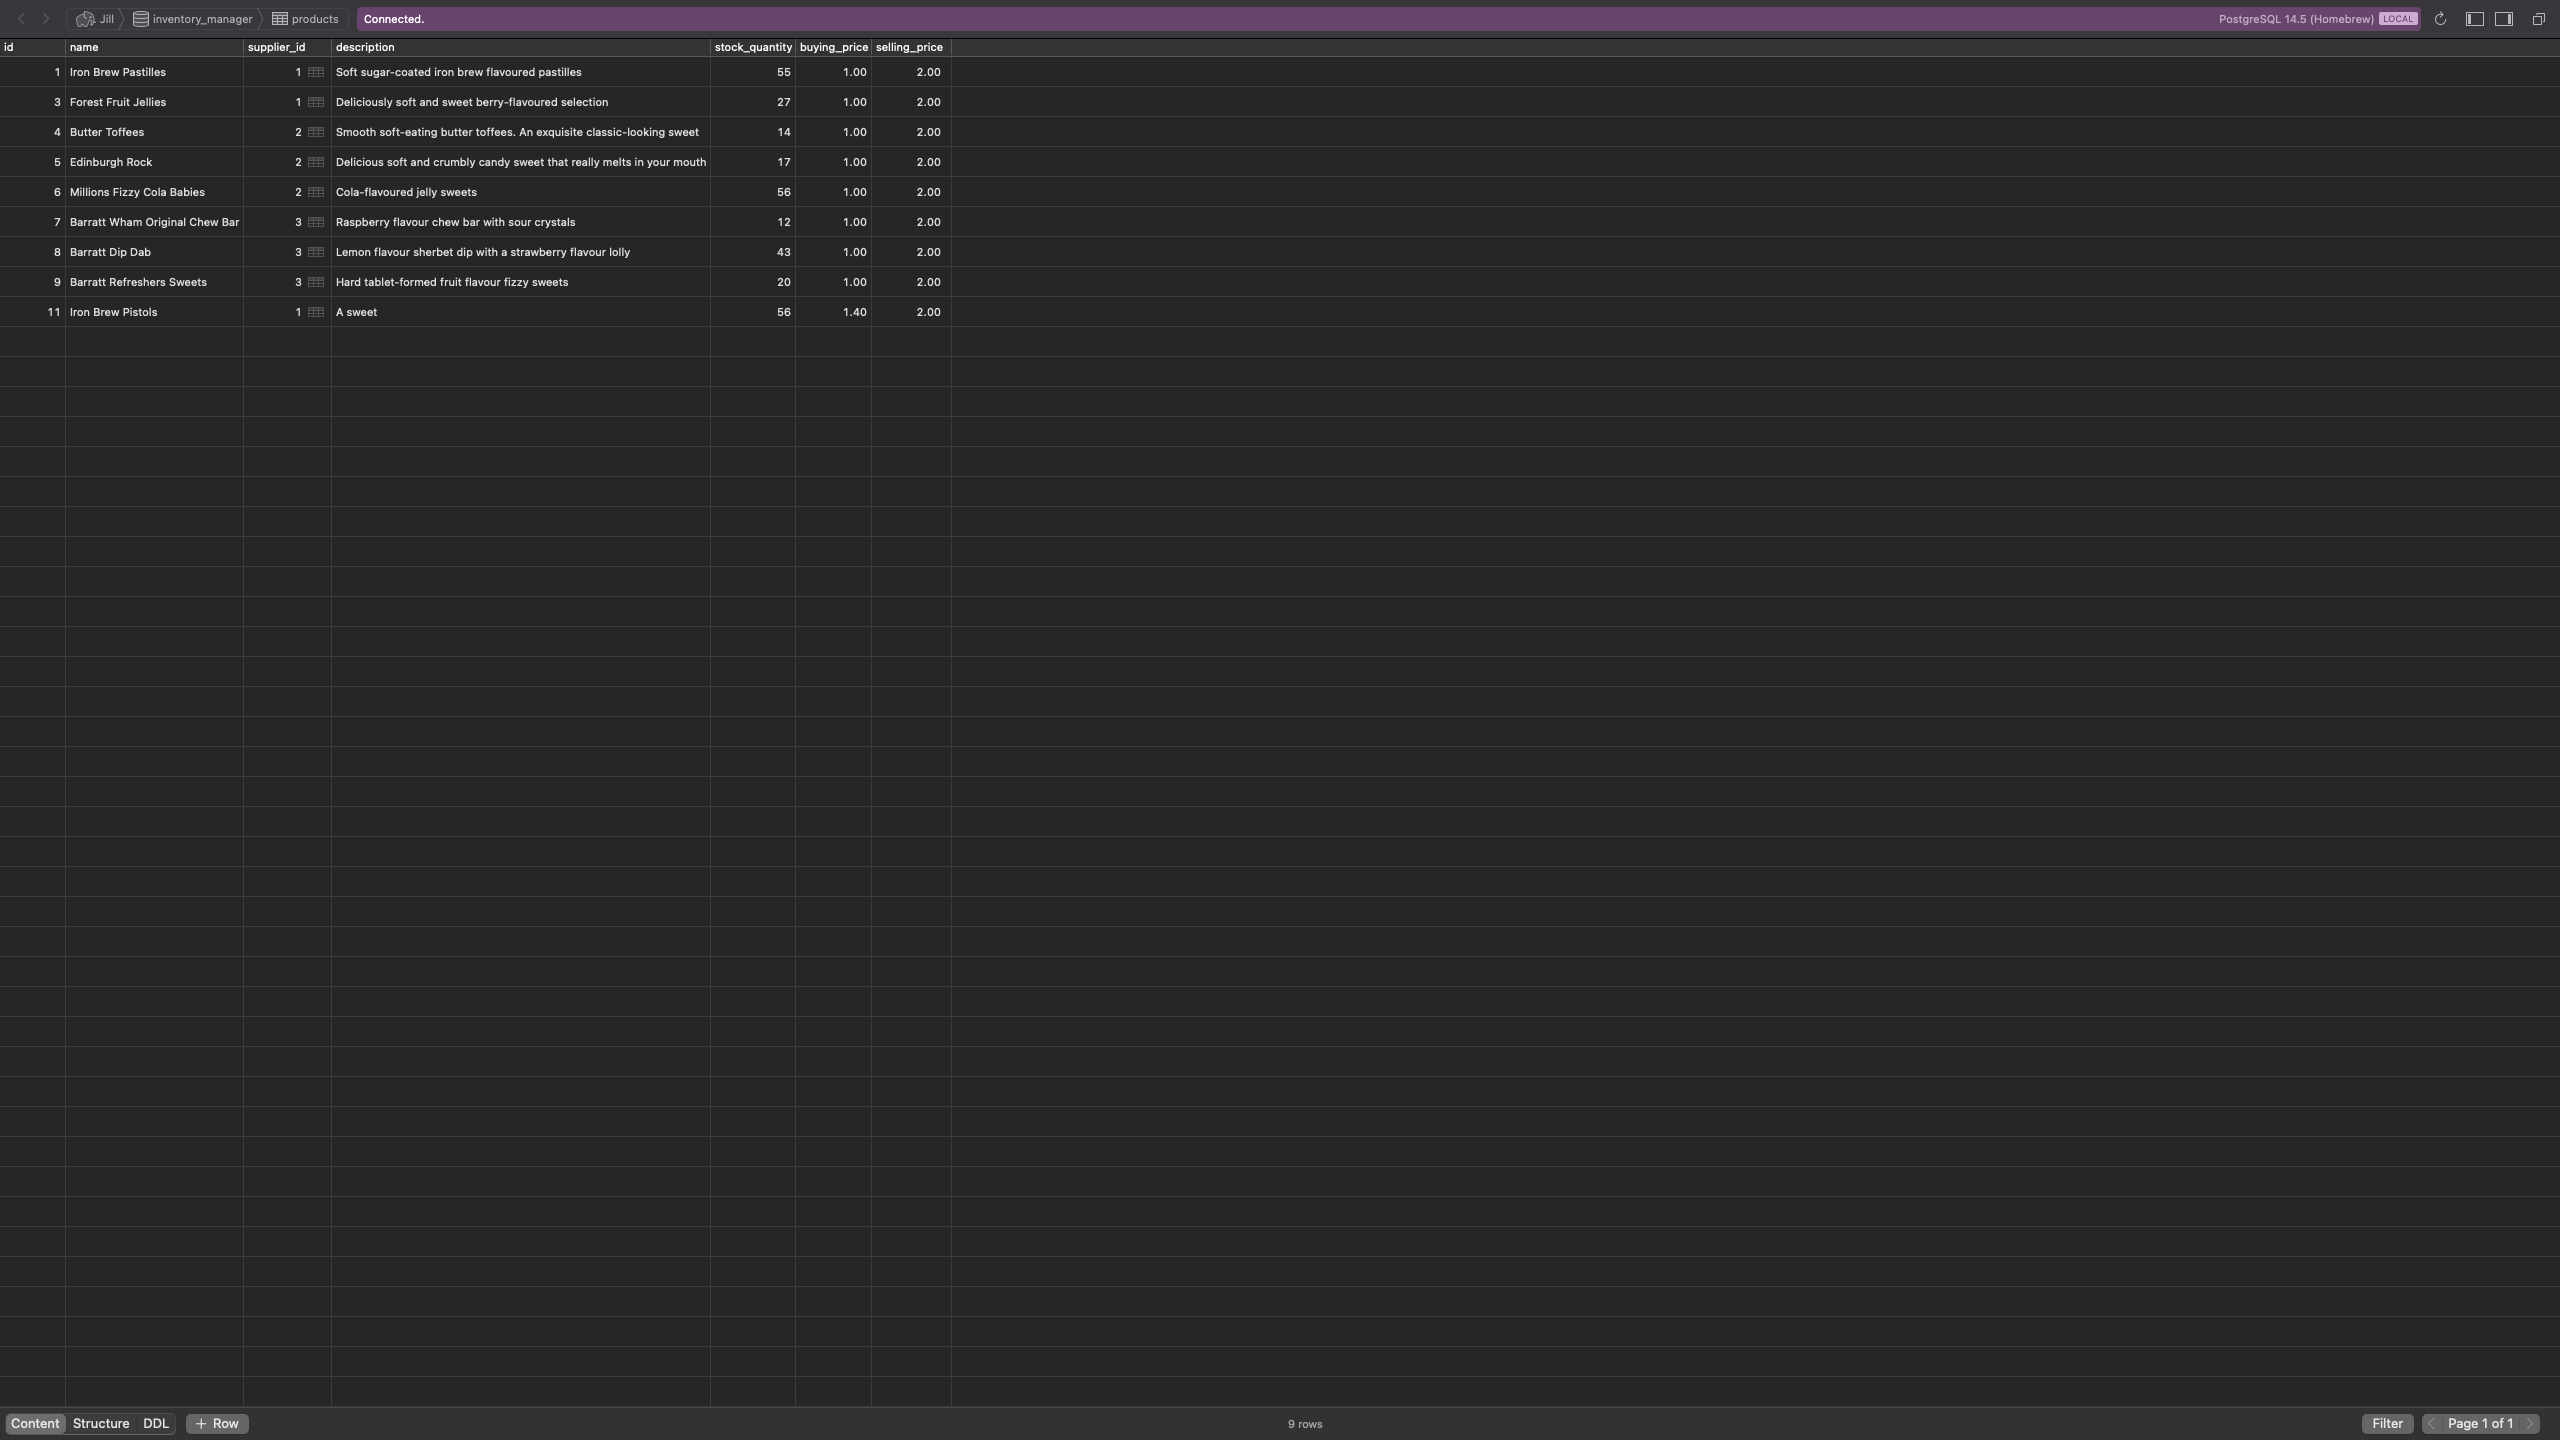 Jill inventory_manager products Connected. PostgreSQL 14.5 (Homebrew) LOCAL
id name supplier_id description stock_quantity buying_price selling_price
1 Iron Brew Pastilles 1 Soft sugar-coated iron brew flavoured pastilles 55 1.00 2.00
3 Forest Fruit Jellies 1 Deliciously soft and sweet berry-flavoured selection 27 1.00 2.00
4 Butter Toffees 2 Smooth soft-eating butter toffees. An exquisite classic-looking sweet 14 1.00 2.00
5 Edinburgh Rock 2 Delicious soft and crumbly candy sweet that really melts in your mouth 17 1.00 2.00
6 Millions Fizzy Cola Babies 2 Cola-flavoured jelly sweets 56 1.00 2.00
7 Barratt Wham Original Chew Bar 3 Raspberry flavour chew bar with sour crystals 12 1.00 2.00
8 Barratt Dip Dab 3 Lemon flavour sherbet dip with a strawberry flavour lolly 43 1.00 2.00
9 Barratt Refreshers Sweets 3 Hard tablet-formed fruit flavour fizzy sweets 20 1.00 2.00
11 Iron Brew Pistols 1 A sweet 56 1.40 2.00
Content Structure DDL + Row 9 rows Filter Page 1 of 1